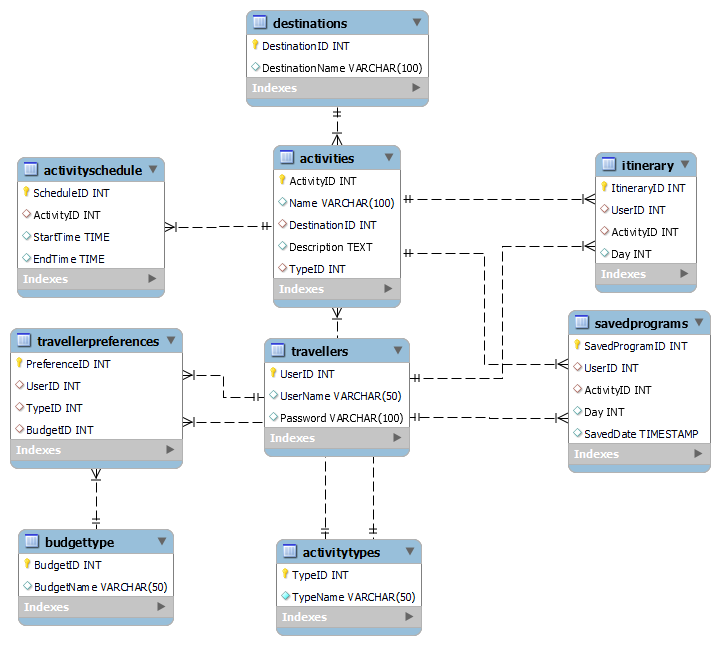 destinations
DestinationID INT
DestinationName VARCHAR(100)
Indexes
activities
ActivityID INT
Name VARCHAR(100)
DestinationID INT
Description TEXT
TypeID INT
Indexes
activityschedule
ScheduleID INT
ActivityID INT
StartTime TIME
EndTime TIME
Indexes
itinerary
ItineraryID INT
UserID INT
ActivityID INT
Day INT
Indexes
travellerpreferences
PreferenceID INT
UserID INT
TypeID INT
BudgetID INT
Indexes
travellers
UserID INT
UserName VARCHAR(50)
Password VARCHAR(100)
Indexes
savedprograms
SavedProgramID INT
UserID INT
ActivityID INT
Day INT
SavedDate TIMESTAMP
Indexes
budgettype
BudgetID INT
BudgetName VARCHAR(50)
Indexes
activitytypes
TypeID INT
TypeName VARCHAR(50)
Indexes